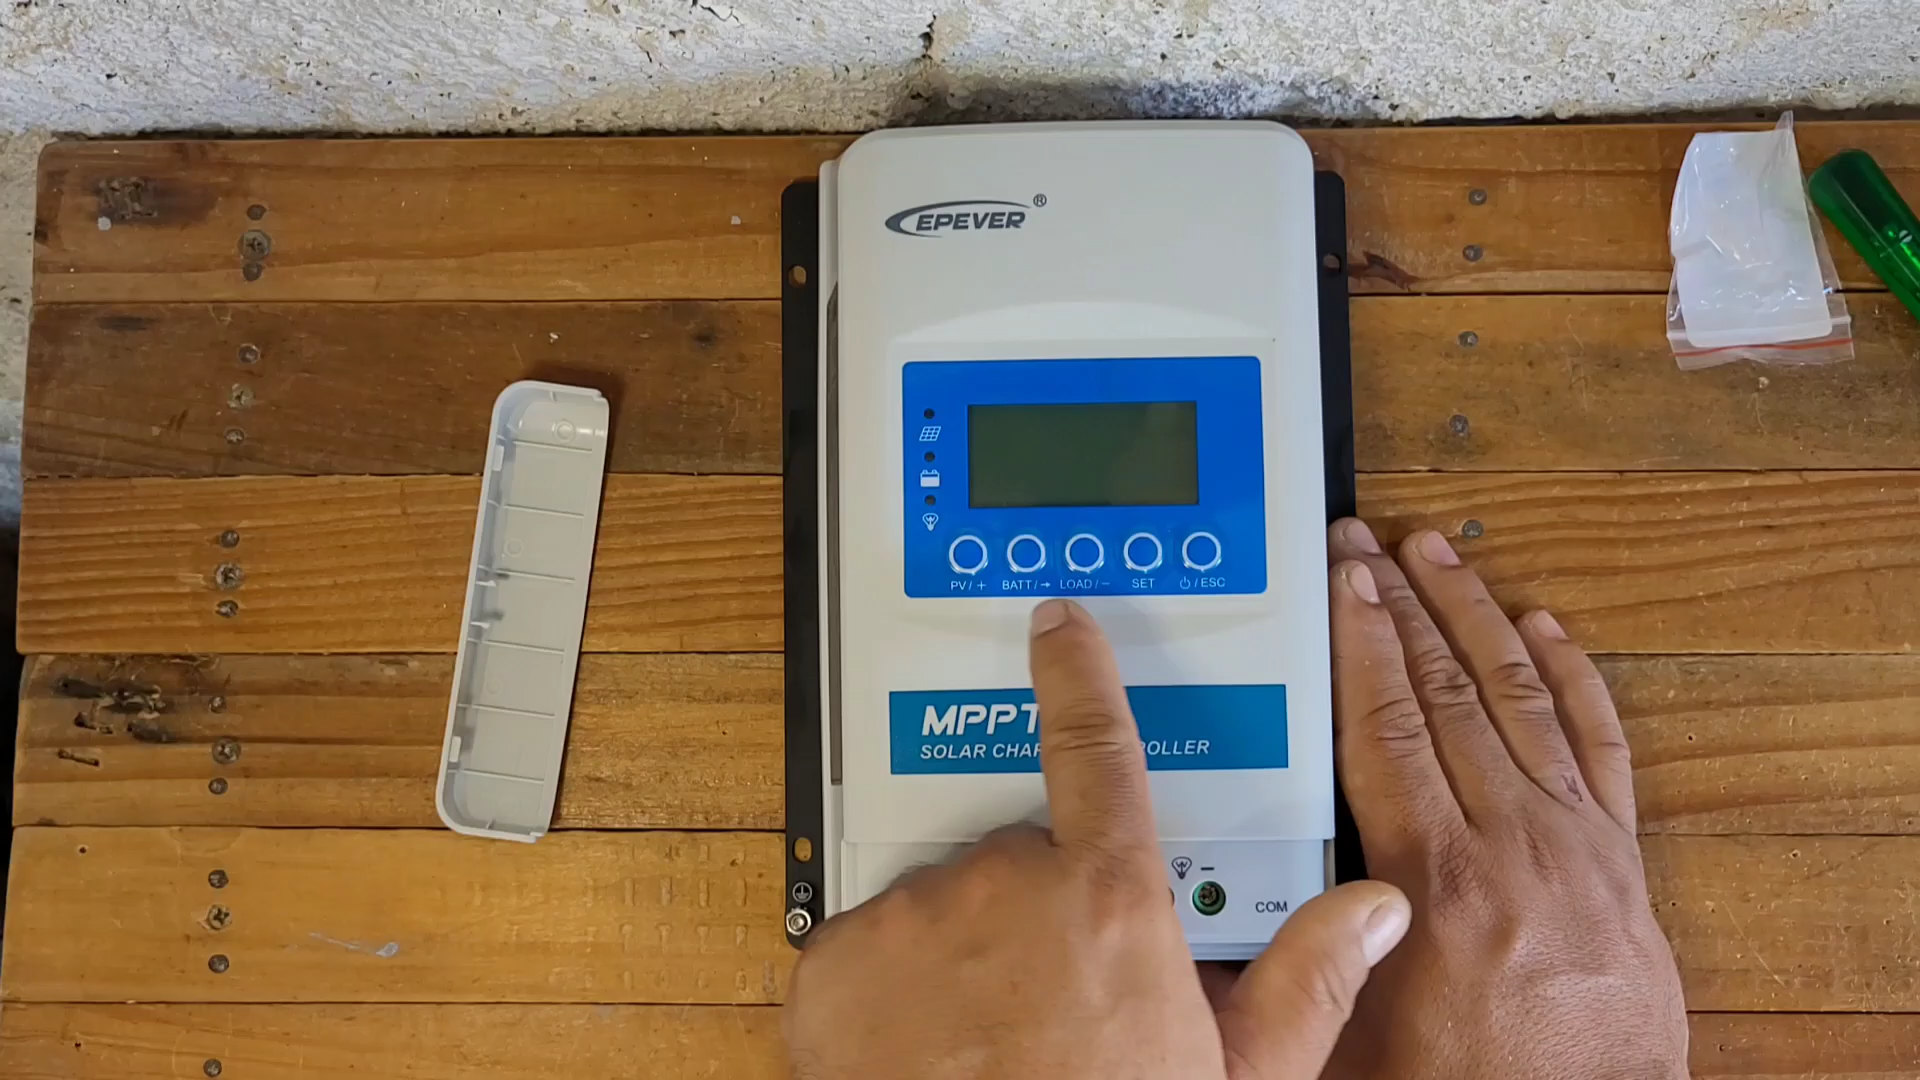 EPEVER®
PV / + BATT / → LOAD / − SET ⏻ / ESC
MPPT
SOLAR CHAR ROLLER
−
COM